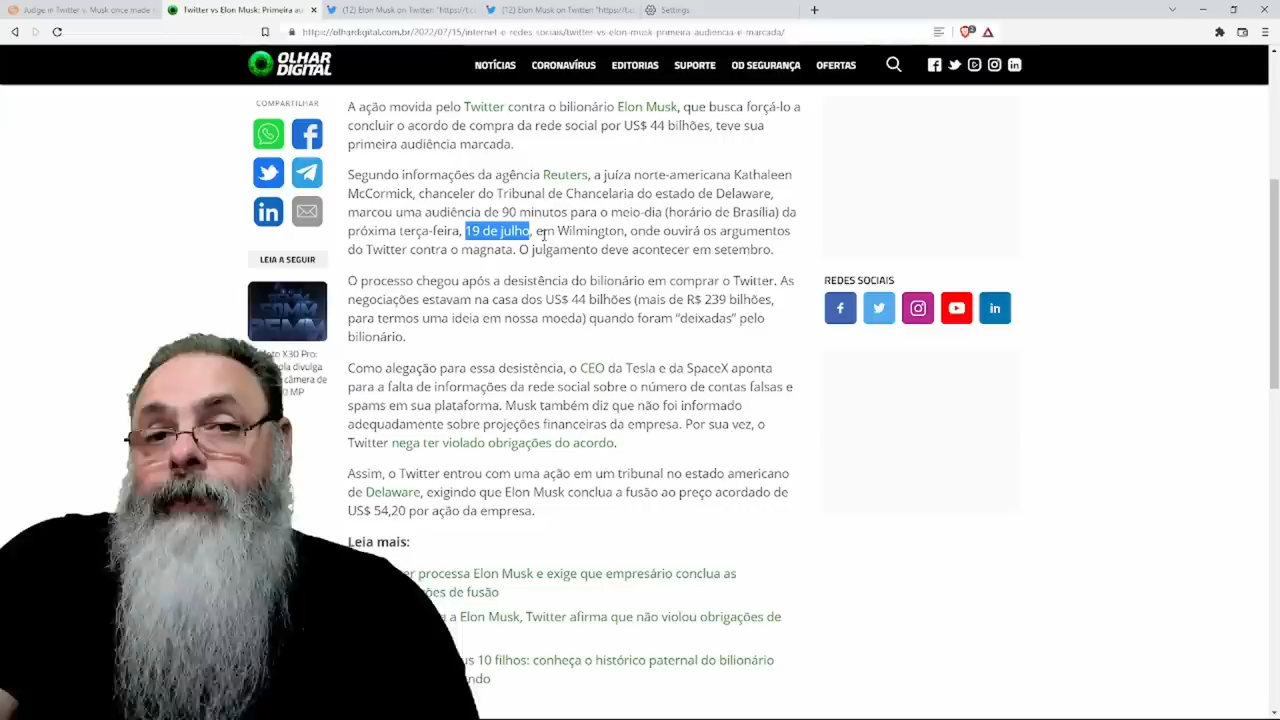 Judge in Twitter v. Musk once made
Twitter vs Elon Musk: Primeira au
(12) Elon Musk on Twitter: "https://t.c
(12) Elon Musk on Twitter: "https://t.c
Settings
https://olhardigital.com.br/2022/07/15/internet-e-redes-sociais/twitter-vs-elon-musk-primeira-audiencia-e-marcada/
OLHAR
DIGITAL
NOTÍCIAS CORONAVÍRUS EDITORIAS SUPORTE OD SEGURANÇA OFERTAS
COMPARTILHAR
A ação movida pelo Twitter contra o bilionário Elon Musk, que busca forçá-lo a
concluir o acordo de compra da rede social por US$ 44 bilhões, teve sua
primeira audiência marcada.
Segundo informações da agência Reuters, a juíza norte-americana Kathaleen
McCormick, chanceler do Tribunal de Chancelaria do estado de Delaware,
marcou uma audiência de 90 minutos para o meio-dia (horário de Brasília) da
próxima terça-feira, 19 de julho, em Wilmington, onde ouvirá os argumentos
do Twitter contra o magnata. O julgamento deve acontecer em setembro.
LEIA A SEGUIR
O processo chegou após a desistência do bilionário em comprar o Twitter. As
negociações estavam na casa dos US$ 44 bilhões (mais de R$ 239 bilhões,
para termos uma ideia em nossa moeda) quando foram “deixadas” pelo
bilionário.
REDES SOCIAIS
X30 Pro:
divulga
câmera de
MP
Como alegação para essa desistência, o CEO da Tesla e da SpaceX aponta
para a falta de informações da rede social sobre o número de contas falsas e
spams em sua plataforma. Musk também diz que não foi informado
adequadamente sobre projeções financeiras da empresa. Por sua vez, o
Twitter nega ter violado obrigações do acordo.
Assim, o Twitter entrou com uma ação em um tribunal no estado americano
de Delaware, exigindo que Elon Musk conclua a fusão ao preço acordado de
US$ 54,20 por ação da empresa.
Leia mais:
processa Elon Musk e exige que empresário conclua as
de fusão
a Elon Musk, Twitter afirma que não violou obrigações de
10 filhos: conheça o histórico paternal do bilionário